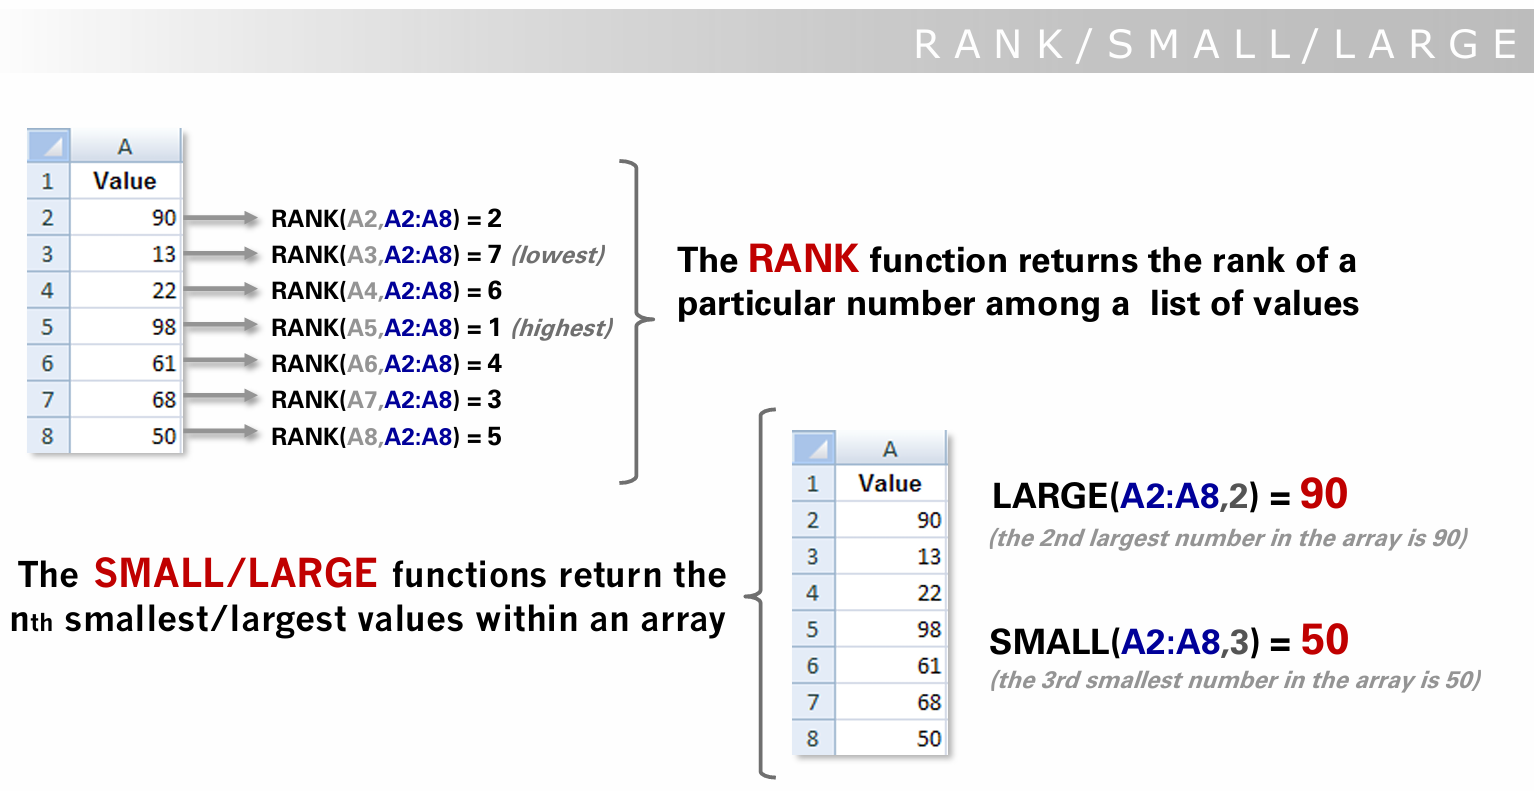 RANK/SMALL/LARGE
A
1 Value
2 90 RANK(A2,A2:A8) = 2
3 13 RANK(A3,A2:A8) = 7 (lowest)
4 22 RANK(A4,A2:A8) = 6
5 98 RANK(A5,A2:A8) = 1 (highest)
6 61 RANK(A6,A2:A8) = 4
7 68 RANK(A7,A2:A8) = 3
8 50 RANK(A8,A2:A8) = 5
The RANK function returns the rank of a
particular number among a list of values
The SMALL/LARGE functions return the
nth smallest/largest values within an array
A
1 Value
2 90
3 13
4 22
5 98
6 61
7 68
8 50
LARGE(A2:A8,2) = 90
(the 2nd largest number in the array is 90)
SMALL(A2:A8,3) = 50
(the 3rd smallest number in the array is 50)